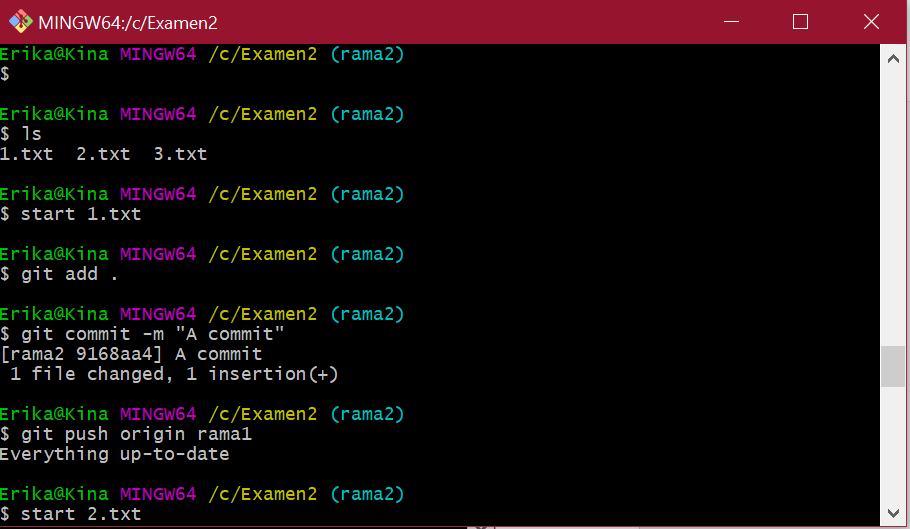 MINGW64:/c/Examen2
Erika@Kina MINGW64 /c/Examen2 (rama2)
$
Erika@Kina MINGW64 /c/Examen2 (rama2)
$ ls
1.txt  2.txt  3.txt
Erika@Kina MINGW64 /c/Examen2 (rama2)
$ start 1.txt
Erika@Kina MINGW64 /c/Examen2 (rama2)
$ git add .
Erika@Kina MINGW64 /c/Examen2 (rama2)
$ git commit -m "A commit"
[rama2 9168aa4] A commit
 1 file changed, 1 insertion(+)
Erika@Kina MINGW64 /c/Examen2 (rama2)
$ git push origin rama1
Everything up-to-date
Erika@Kina MINGW64 /c/Examen2 (rama2)
$ start 2.txt